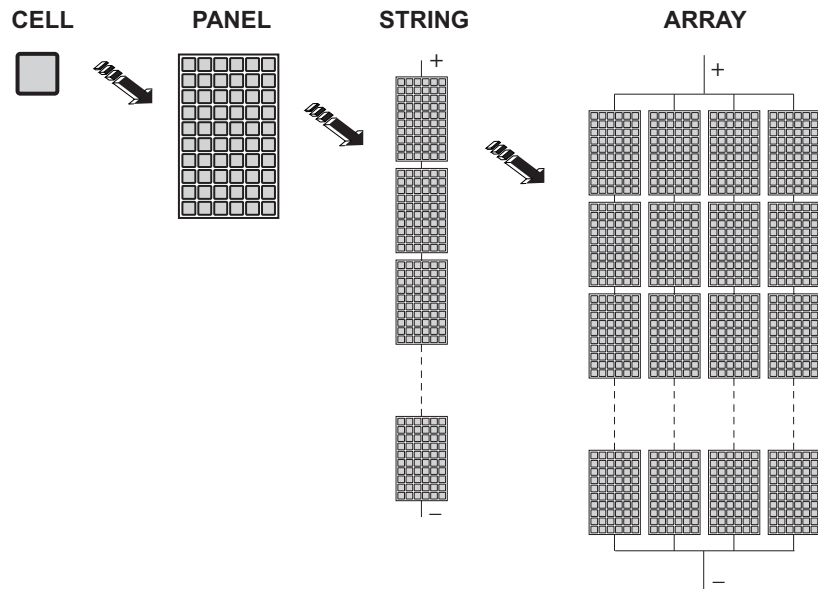 CELL PANEL STRING ARRAY
+ +
–
–